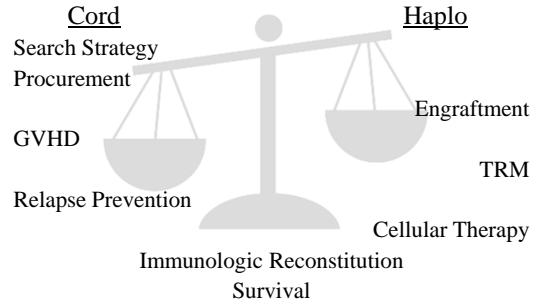 Cord
Haplo
Search Strategy
Procurement
Engraftment
GVHD
TRM
Relapse Prevention
Cellular Therapy
Immunologic Reconstitution
Survival